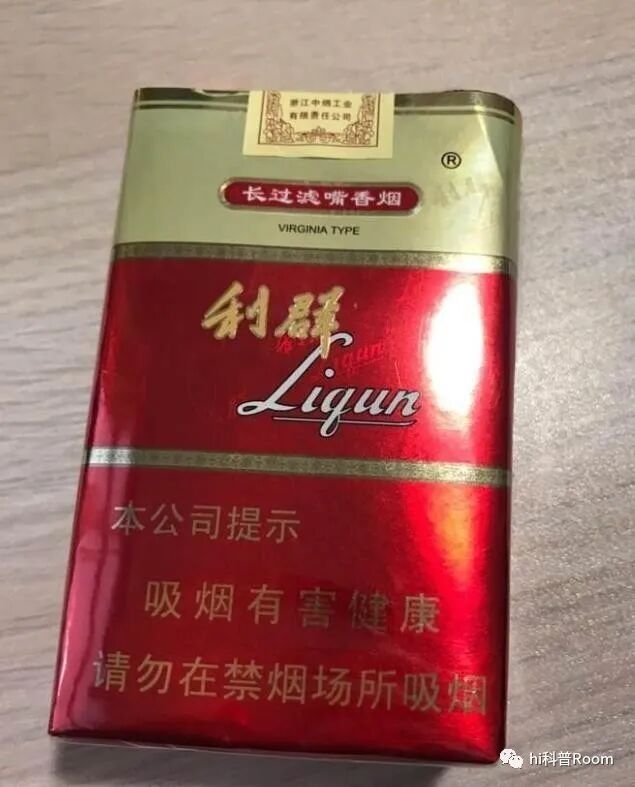 浙江中烟工业
有限责任公司
®
长过滤嘴香烟
VIRGINIA TYPE
利群
Liqun
本公司提示
吸烟有害健康
请勿在禁烟场所吸烟
hi科普Room